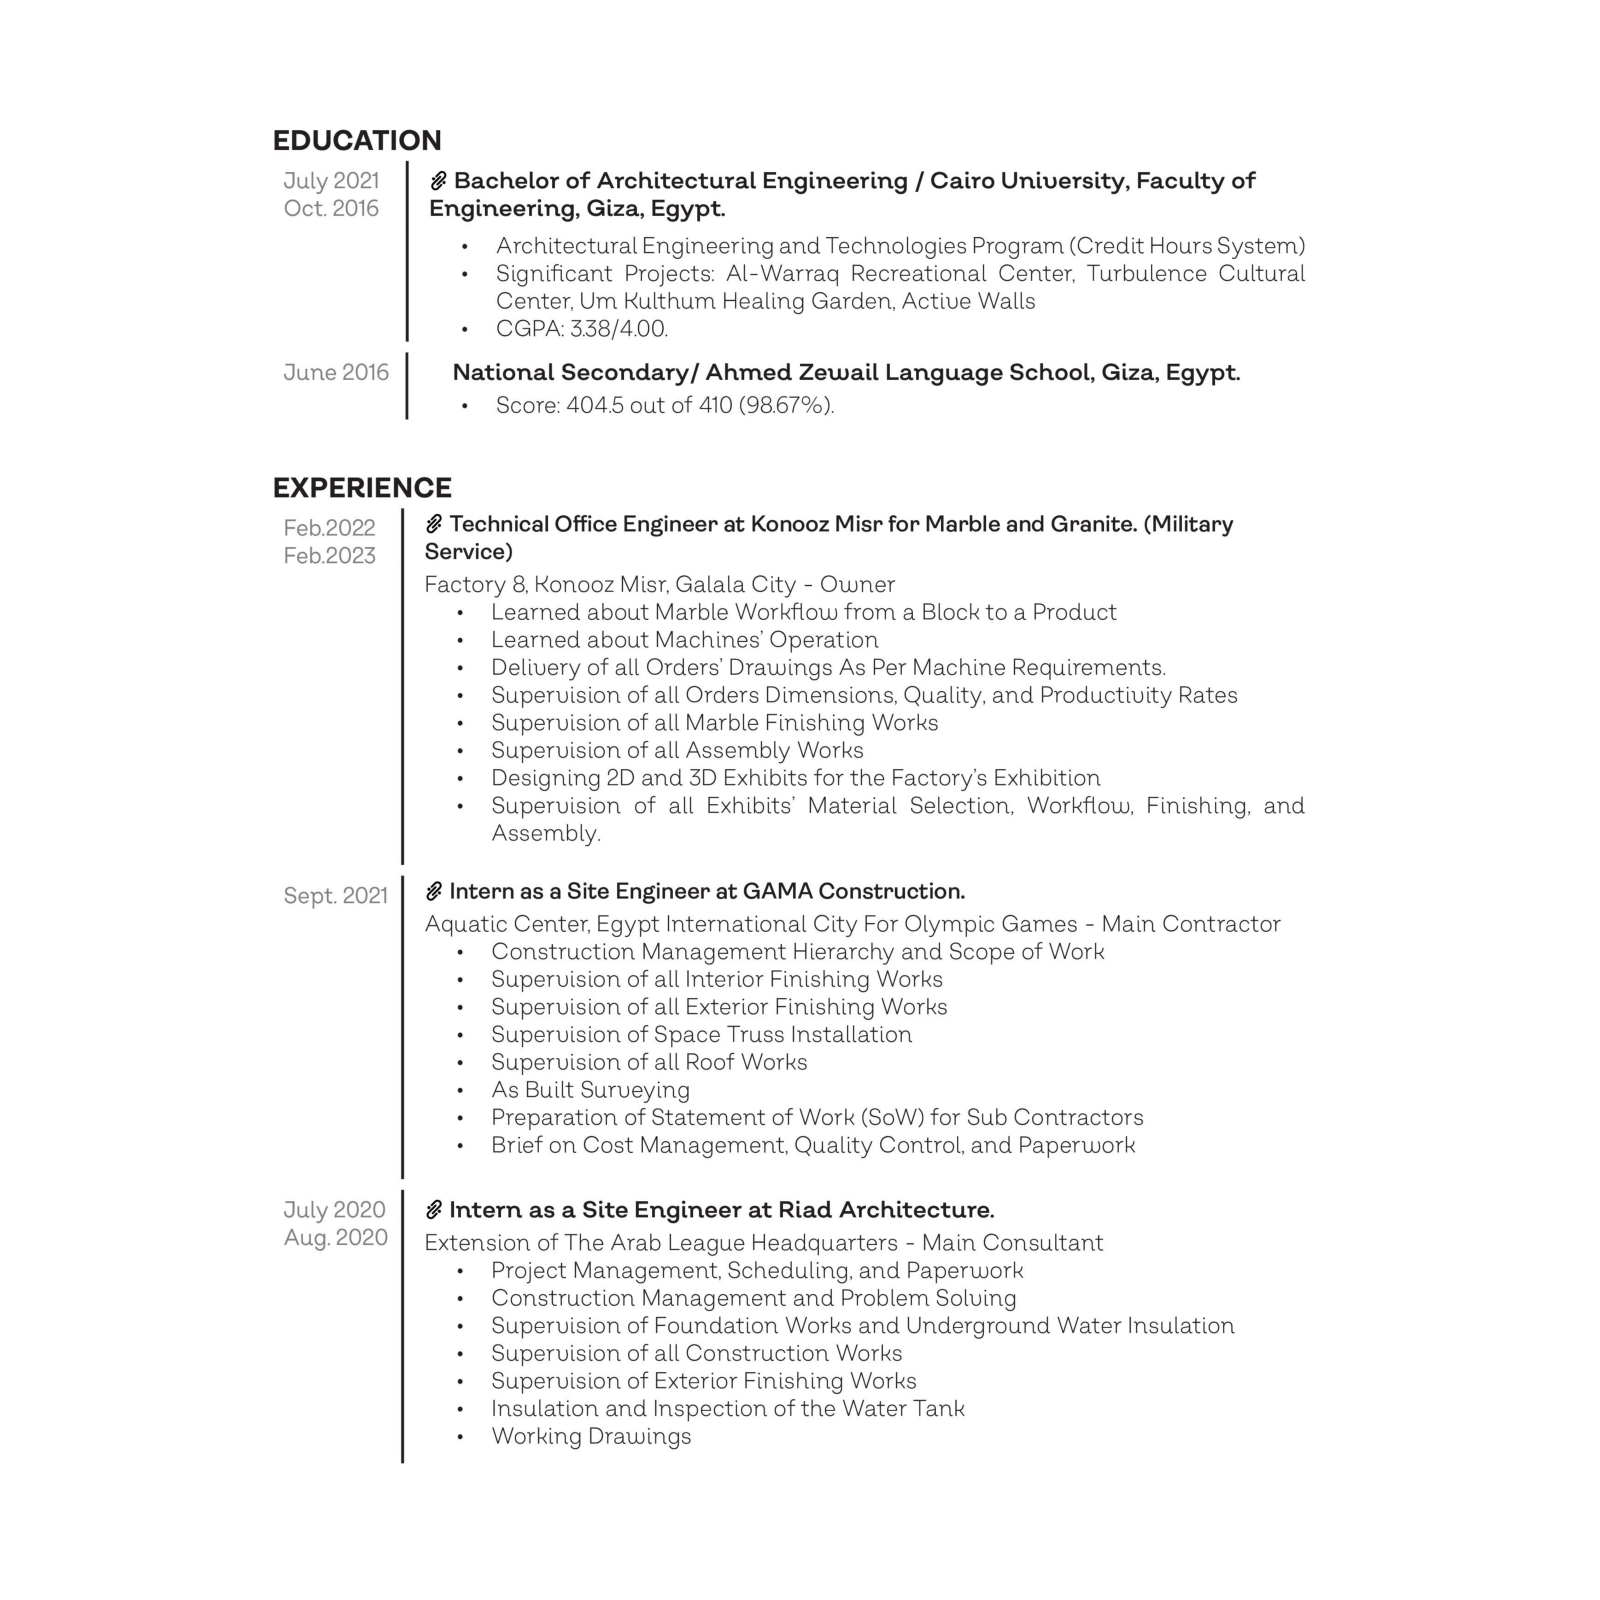 EDUCATION
July 2021
Oct. 2016
Bachelor of Architectural Engineering / Cairo University, Faculty of
Engineering, Giza, Egypt.
• Architectural Engineering and Technologies Program (Credit Hours System)
• Significant Projects: Al-Warraq Recreational Center, Turbulence Cultural
Center, Um Kulthum Healing Garden, Active Walls
• CGPA: 3.38/4.00.
June 2016
National Secondary/ Ahmed Zewail Language School, Giza, Egypt.
• Score: 404.5 out of 410 (98.67%).
EXPERIENCE
Feb.2022
Feb.2023
Technical Office Engineer at Konooz Misr for Marble and Granite. (Military
Service)
Factory 8, Konooz Misr, Galala City - Owner
• Learned about Marble Workflow from a Block to a Product
• Learned about Machines’ Operation
• Delivery of all Orders’ Drawings As Per Machine Requirements.
• Supervision of all Orders Dimensions, Quality, and Productivity Rates
• Supervision of all Marble Finishing Works
• Supervision of all Assembly Works
• Designing 2D and 3D Exhibits for the Factory’s Exhibition
• Supervision of all Exhibits’ Material Selection, Workflow, Finishing, and
Assembly.
Sept. 2021
Intern as a Site Engineer at GAMA Construction.
Aquatic Center, Egypt International City For Olympic Games - Main Contractor
• Construction Management Hierarchy and Scope of Work
• Supervision of all Interior Finishing Works
• Supervision of all Exterior Finishing Works
• Supervision of Space Truss Installation
• Supervision of all Roof Works
• As Built Surveying
• Preparation of Statement of Work (SoW) for Sub Contractors
• Brief on Cost Management, Quality Control, and Paperwork
July 2020
Aug. 2020
Intern as a Site Engineer at Riad Architecture.
Extension of The Arab League Headquarters - Main Consultant
• Project Management, Scheduling, and Paperwork
• Construction Management and Problem Solving
• Supervision of Foundation Works and Underground Water Insulation
• Supervision of all Construction Works
• Supervision of Exterior Finishing Works
• Insulation and Inspection of the Water Tank
• Working Drawings